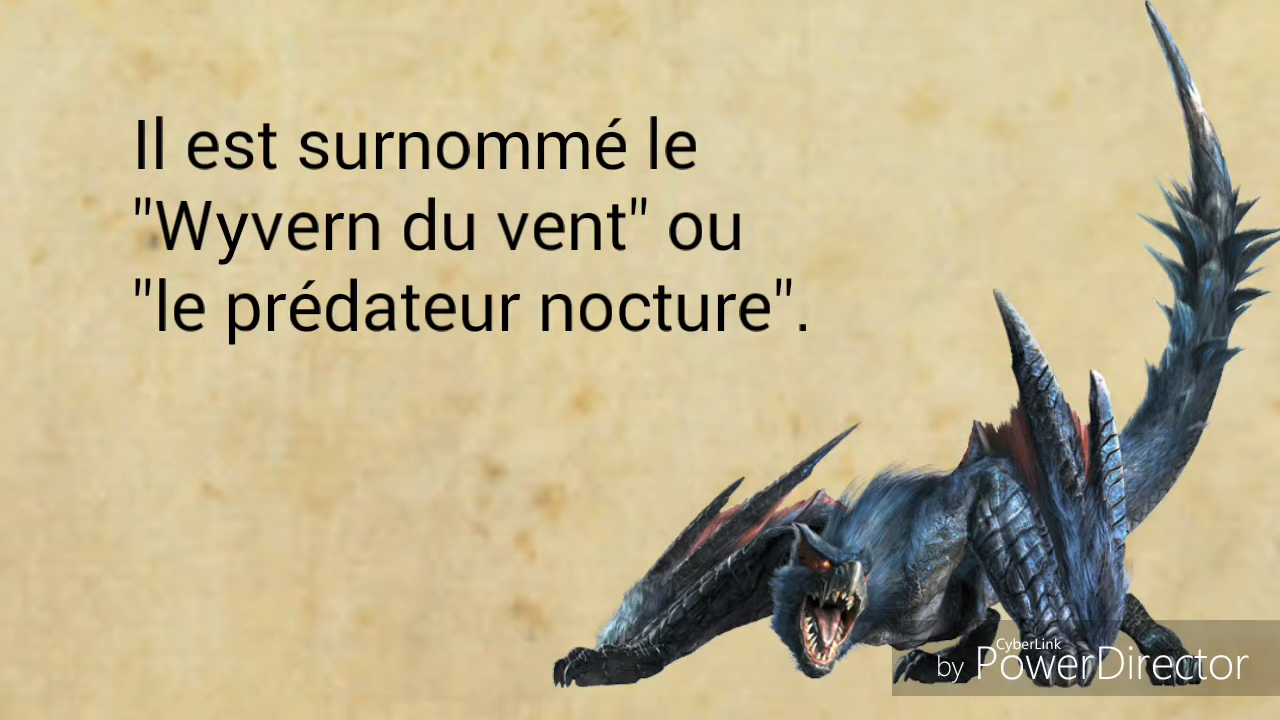 Il est surnommé le
"Wyvern du vent" ou
"le prédateur nocture".
CyberLink
by PowerDirector